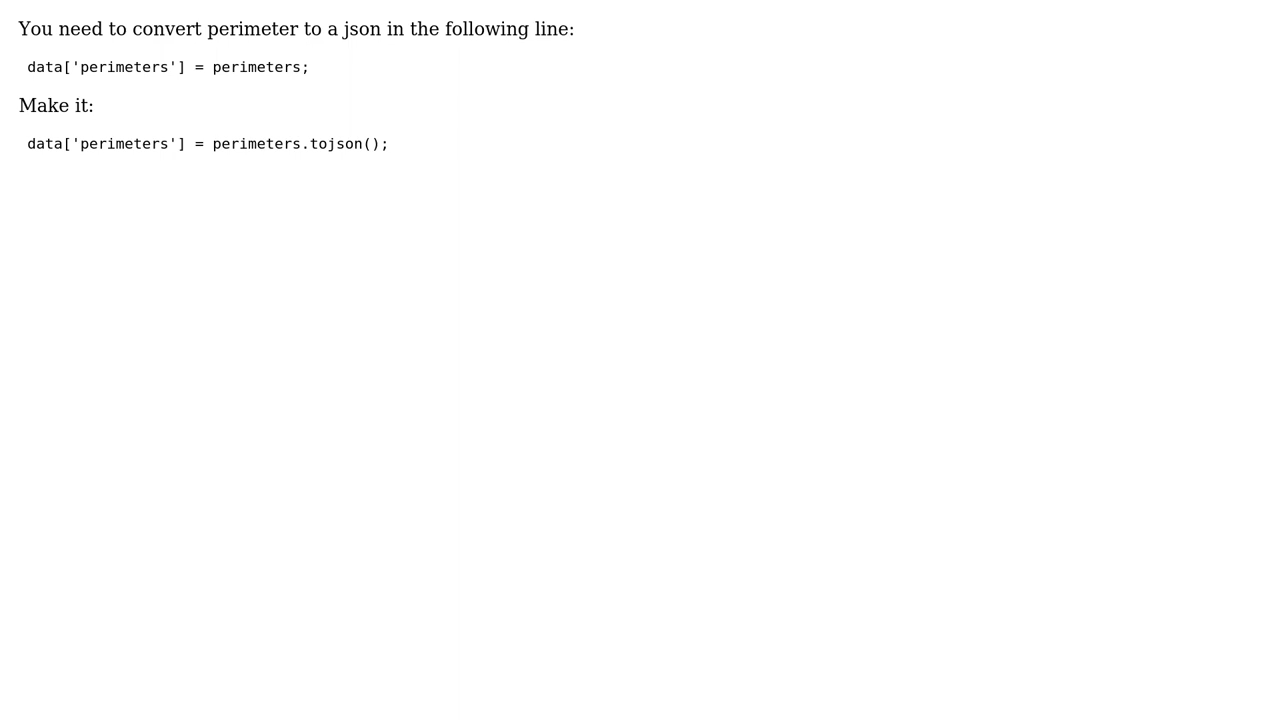 You need to convert perimeter to a json in the following line:
data['perimeters'] = perimeters;
Make it:
data['perimeters'] = perimeters.tojson();